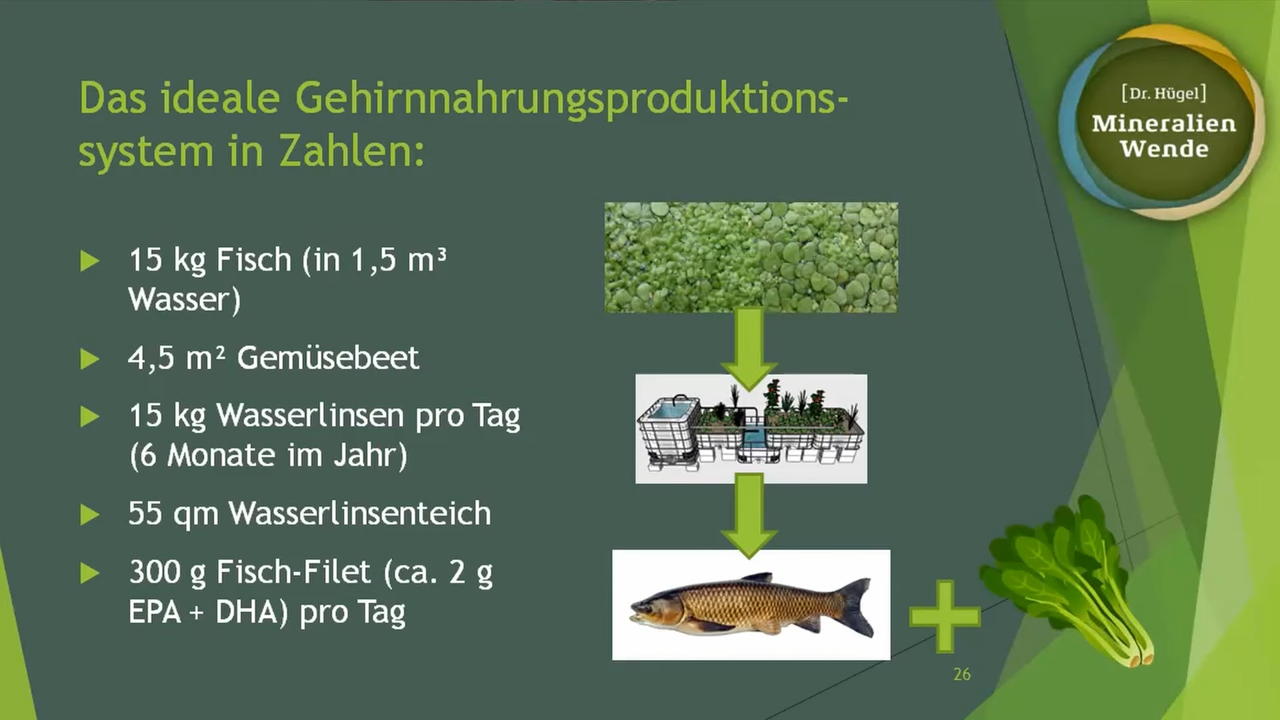 Das ideale Gehirnnahrungsproduktions-
system in Zahlen:
[Dr. Hügel]
Mineralien
Wende
15 kg Fisch (in 1,5 m³
Wasser)
4,5 m² Gemüsebeet
15 kg Wasserlinsen pro Tag
(6 Monate im Jahr)
55 qm Wasserlinsenteich
300 g Fisch-Filet (ca. 2 g
EPA + DHA) pro Tag
26